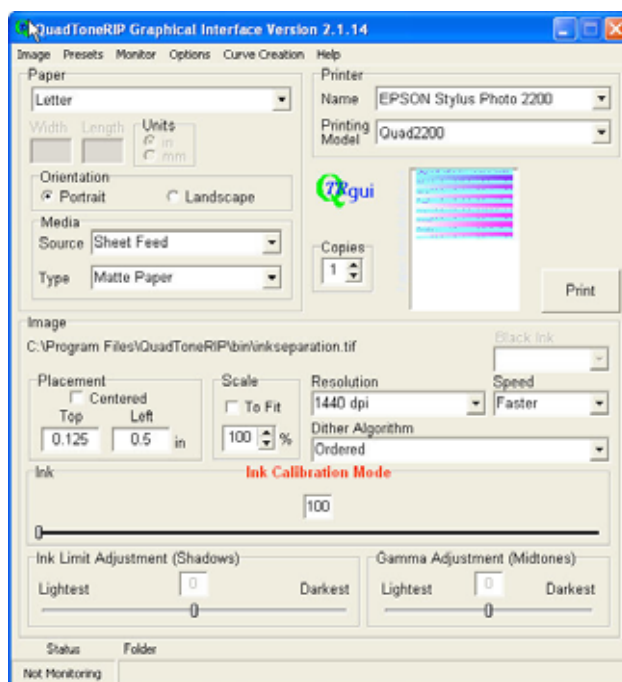 QuadToneRIP Graphical Interface Version 2.1.14
Image Presets Monitor Options Curve Creation Help
Paper
Letter
Width Length Units
in
mm
Orientation
Portrait Landscape
Media
Source Sheet Feed
Type Matte Paper
Printer
Name EPSON Stylus Photo 2200
Printing Model Quad2200
QTRgui
Copies
1
Print
Image
C:\Program Files\QuadToneRIP\bin\inkseparation.tif
Black Ink
Placement
Centered
Top Left
0.125 0.5 in
Scale
To Fit
100 %
Resolution
1440 dpi
Speed
Faster
Dither Algorithm
Ordered
Ink Ink Calibration Mode
100
Ink Limit Adjustment (Shadows)
Lightest 0 Darkest
Gamma Adjustment (Midtones)
Lightest 0 Darkest
Status Folder
Not Monitoring